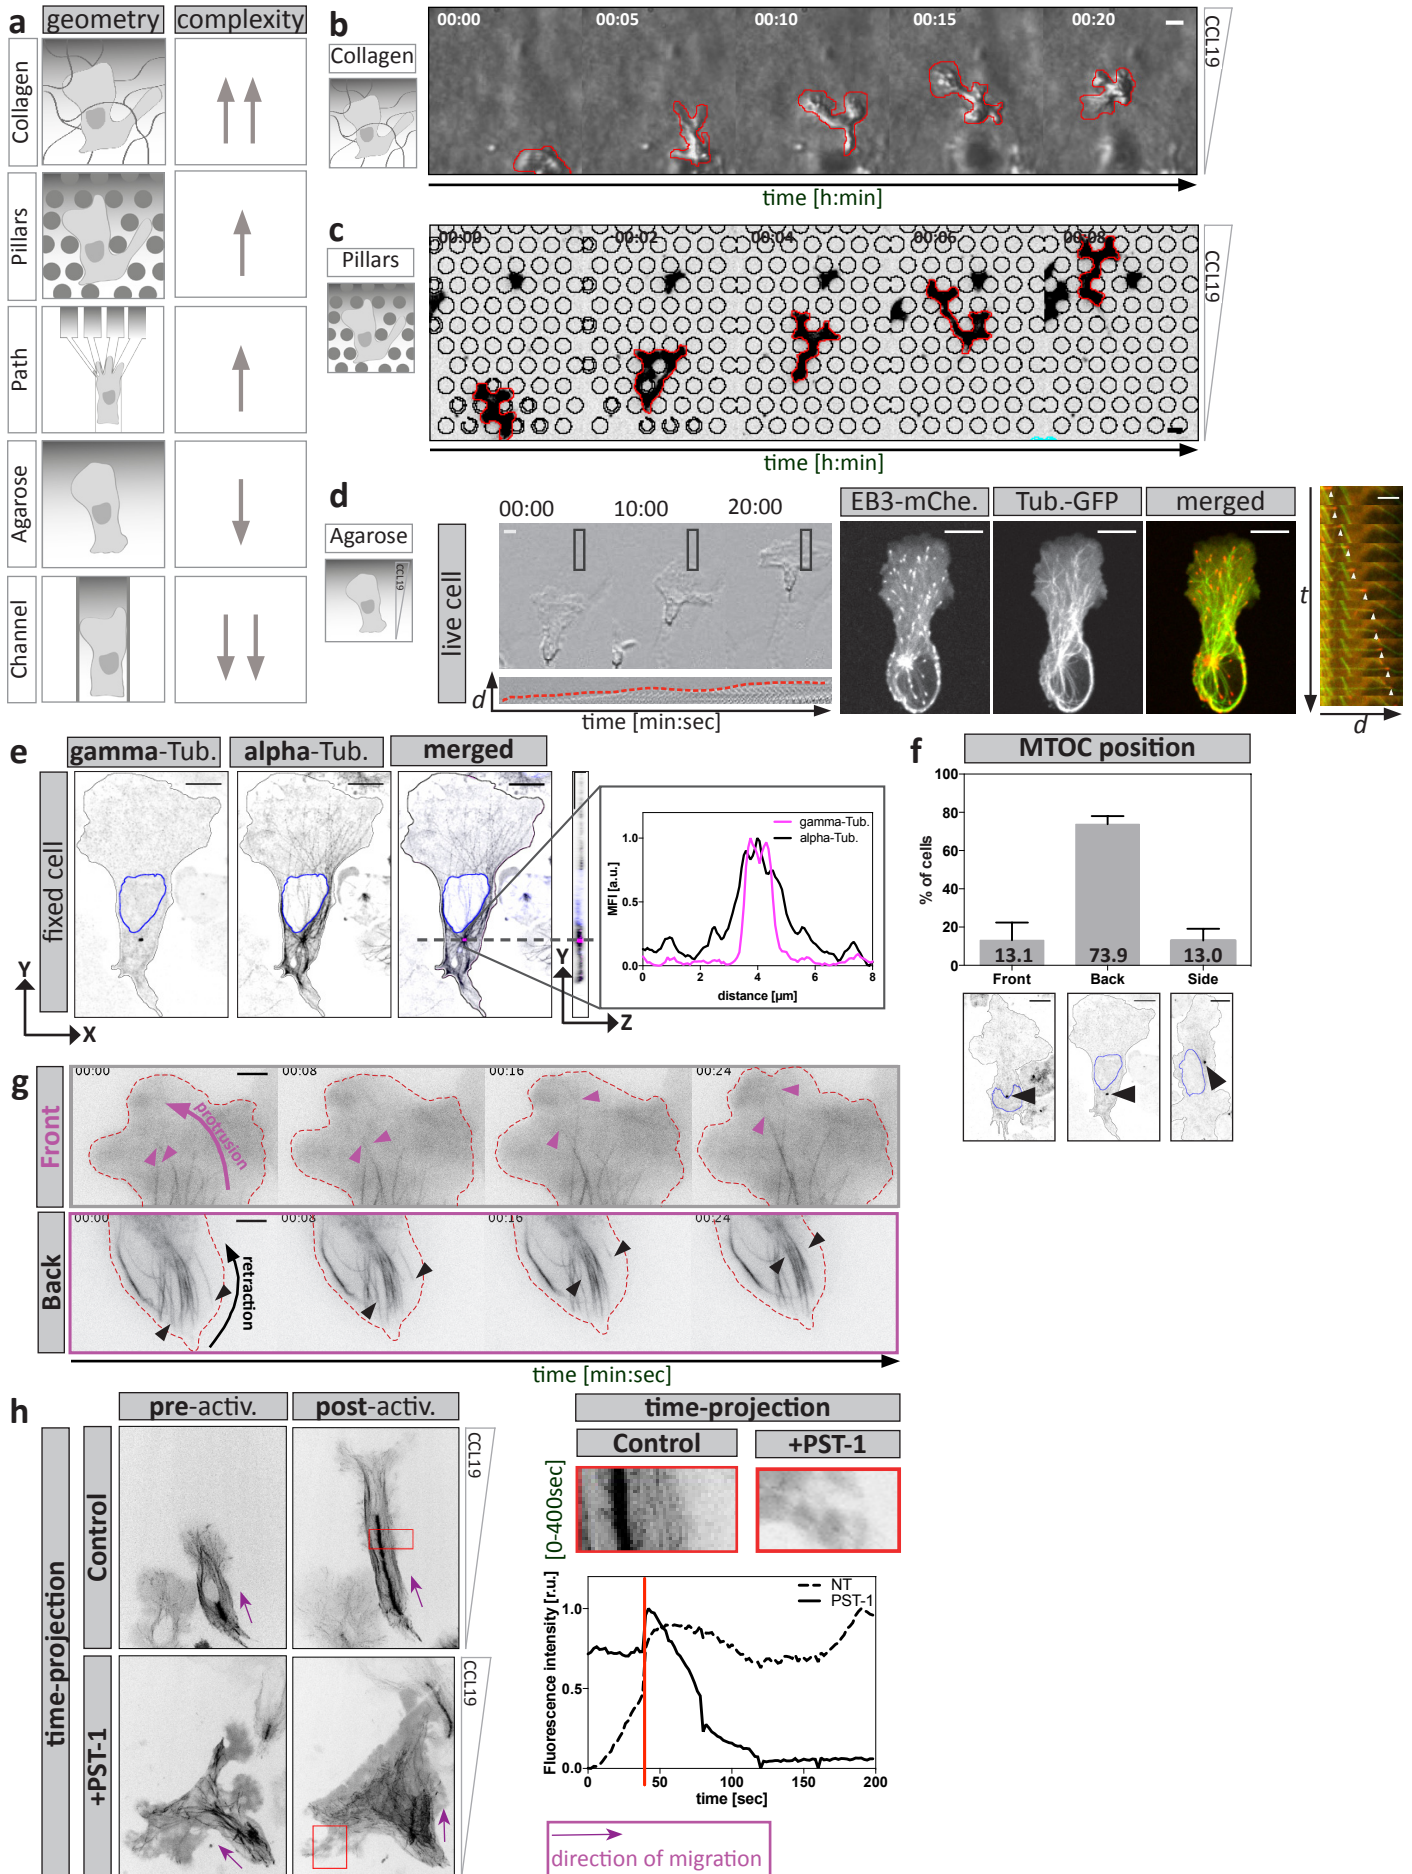 a
geometry
complexity
Collagen
Pillars
Path
Agarose
Channel
b
Collagen
00:00
00:05
00:10
00:15
00:20
CCL19
time [h:min]
c
Pillars
00:00
00:02
00:04
00:06
00:08
CCL19
time [h:min]
d
Agarose
CCL19
live cell
00:00
10:00
20:00
d
time [min:sec]
EB3-mChe.
Tub.-GFP
merged
t
d
e
gamma-Tub.
alpha-Tub.
merged
fixed cell
Y
X
Y
Z
gamma-Tub.
alpha-Tub.
MFI [a.u.]
1.0
0.5
0.0
0 2 4 6 8
distance [µm]
f
MTOC position
% of cells
100
80
60
40
20
0
13.1
73.9
13.0
Front
Back
Side
g
Front
00:00
00:08
00:16
00:24
protrusion
Back
00:00
00:08
00:16
00:24
retraction
time [min:sec]
h
pre-activ.
post-activ.
time-projection
Control
CCL19
+PST-1
CCL19
time-projection
Control
+PST-1
[0-400sec]
NT
PST-1
Fluorescence intensity [r.u.]
1.0
0.5
0.0
0 50 100 150 200
time [sec]
direction of migration